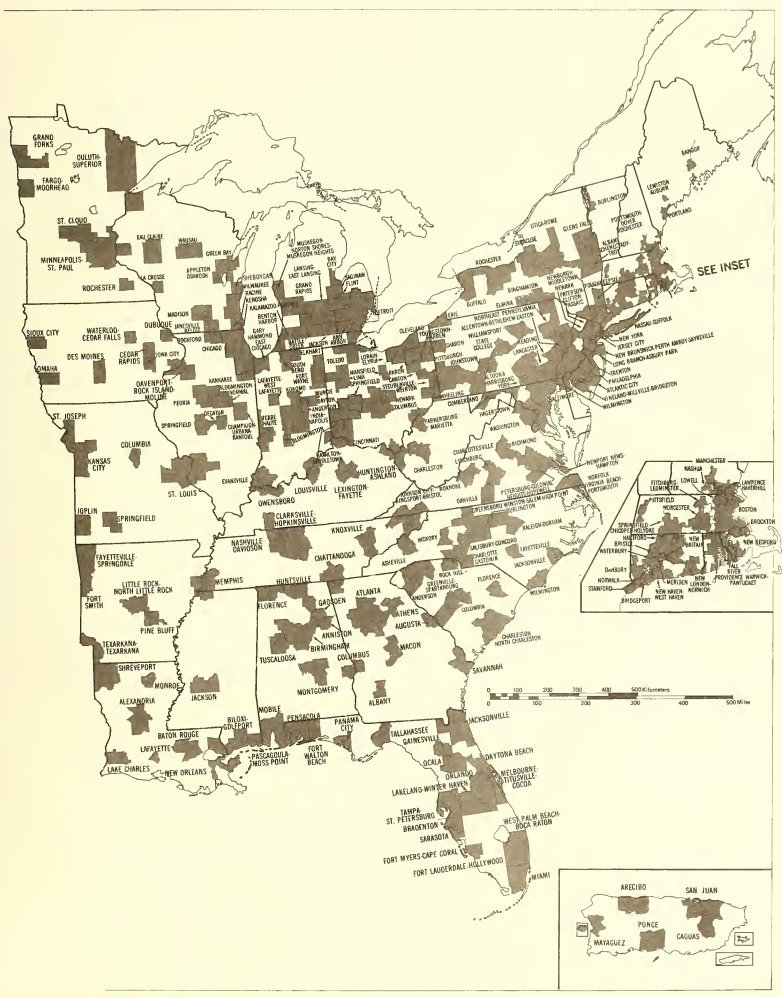 GRAND
FORKS
DULUTH-
SUPERIOR
FARGO-
MOORHEAD
ST. CLOUD
MINNEAPOLIS-
ST. PAUL
ROCHESTER
EAU CLAIRE
WAUSAU
GREEN BAY
APPLETON
OSHKOSH
LA CROSSE
SHEBOYGAN
MILWAUKEE
RACINE
KENOSHA
MADISON
JANESVILLE
BELOIT
ROCKFORD
CHICAGO
MUSKEGON-
NORTON SHORES-
MUSKEGON HEIGHTS
LANSING-
EAST LANSING
GRAND
RAPIDS
BAY
CITY
SAGINAW
FLINT
KALAMAZOO-
BENTON
HARBOR
DETROIT
BATTLE
JACKSON
GARY
HAMMOND
EAST
CHICAGO
SIOUX CITY
WATERLOO-
CEDAR FALLS
DUBUQUE
DES MOINES
CEDAR
RAPIDS
IOWA CITY
OMAHA
DAVENPORT-
ROCK ISLAND-
MOLINE
KANKAKEE
BLOOMINGTON
NORMAL
PEORIA
DECATUR
SPRINGFIELD
CHAMPAIGN-
URBANA
RANTOUL
ST. JOSEPH
COLUMBIA
KANSAS
CITY
ST. LOUIS
JOPLIN
SPRINGFIELD
ELKHART
SOUTH
BEND
FORT
WAYNE
LAFAYETTE-
WEST
LAFAYETTE
KOKOMO
MUNCIE
ANDERSON
INDIA-
NAPOLIS
TERRE
HAUTE
BLOOMINGTON
EVANSVILLE
OWENSBORO
LOUISVILLE
LEXINGTON-
FAYETTE
HAMILTON-
MIDDLETOWN
CINCINNATI
DAYTON
TOLEDO
LIMA
SPRINGFIELD
MANSFIELD
LORAIN-
ELYRIA
CLEVELAND
AKRON
CANTON
YOUNGSTOWN-
WARREN
STEUBENVILLE
WEIRTON
NEWARK
COLUMBUS
WHEELING
PARKERSBURG-
MARIETTA
HUNTINGTON-
ASHLAND
CHARLESTON
ERIE
SHARON
PITTSBURGH
JOHNSTOWN
ALTOONA
STATE
COLLEGE
WILLIAMSPORT
NORTHEAST PENNSYLVANIA
ALLENTOWN-BETHLEHEM-EASTON
READING
LANCASTER
HARRISBURG
YORK
CUMBERLAND
HAGERSTOWN
BALTIMORE
WASHINGTON
BUFFALO
ROCHESTER
SYRACUSE
UTICA-ROME
ELMIRA
BINGHAMTON
GLENS FALLS
ALBANY
SCHENECTADY-
TROY
POUGHKEEPSIE
NEWBURGH
MIDDLETOWN
NEWARK
PATERSON
CLIFTON
PASSAIC
BURLINGTON
PORTSMOUTH
DOVER
ROCHESTER
LEWISTON
AUBURN
PORTLAND
BANGOR
SEE INSET
NASSAU-SUFFOLK
NEW YORK
JERSEY CITY
NEW BRUNSWICK-PERTH AMBOY-SAYREVILLE
LONG BRANCH-ASBURY PARK
TRENTON
PHILADELPHIA
ATLANTIC CITY
VINELAND-MILLVILLE-BRIDGETON
WILMINGTON
CHARLOTTESVILLE
RICHMOND
LYNCHBURG
ROANOKE
DANVILLE
PETERSBURG-COLONIAL
HEIGHTS-HOPEWELL
NEWPORT NEWS-
HAMPTON
NORFOLK
VIRGINIA BEACH-
PORTSMOUTH
JOHNSON CITY-
KINGSPORT-BRISTOL
GREENSBORO-WINSTON-SALEM-HIGH POINT
BURLINGTON
RALEIGH-DURHAM
HICKORY
SALISBURY-CONCORD
CHARLOTTE
GASTONIA
FAYETTEVILLE
JACKSONVILLE
WILMINGTON
ASHEVILLE
ROCK HILL
GREENVILLE-
SPARTANBURG
ANDERSON
FLORENCE
COLUMBIA
CHARLESTON
NORTH CHARLESTON
CLARKSVILLE-
HOPKINSVILLE
NASHVILLE-
DAVIDSON
KNOXVILLE
CHATTANOOGA
MEMPHIS
HUNTSVILLE
FLORENCE
GADSDEN
ANNISTON
BIRMINGHAM
TUSCALOOSA
MONTGOMERY
MOBILE
ATLANTA
ATHENS
AUGUSTA
MACON
COLUMBUS
ALBANY
SAVANNAH
FAYETTEVILLE-
SPRINGDALE
FORT
SMITH
LITTLE ROCK-
NORTH LITTLE ROCK
PINE BLUFF
TEXARKANA-
TEXARKANA
SHREVEPORT
MONROE
ALEXANDRIA
JACKSON
BATON ROUGE
LAFAYETTE
LAKE CHARLES
NEW ORLEANS
BILOXI-
GULFPORT
PASCAGOULA-
MOSS POINT
PENSACOLA
FORT
WALTON
BEACH
PANAMA
CITY
TALLAHASSEE
JACKSONVILLE
GAINESVILLE
OCALA
DAYTONA BEACH
ORLANDO
MELBOURNE-
TITUSVILLE-
COCOA
LAKELAND-WINTER HAVEN
TAMPA-
ST. PETERSBURG
BRADENTON
SARASOTA
WEST PALM BEACH-
BOCA RATON
FORT MYERS-CAPE CORAL
FORT LAUDERDALE-HOLLYWOOD
MIAMI
0 100 200 300 400 500 Kilometers
0 100 200 300 400 500 Miles
MANCHESTER
NASHUA
LOWELL
LAWRENCE
HAVERHILL
FITCHBURG
LEOMINSTER
PITTSFIELD
WORCESTER
BOSTON
BROCKTON
SPRINGFIELD
CHICOPEE-HOLYOKE
HARTFORD
BRISTOL
NEW
BRITAIN
NEW BEDFORD
WATERBURY
DANBURY
NORWALK
STAMFORD
BRIDGEPORT
MERIDEN
NEW HAVEN-
WEST HAVEN
NEW
LONDON-
NORWICH
FALL
RIVER
PROVIDENCE-WARWICK-
PAWTUCKET
ARECIBO
SAN JUAN
PONCE
MAYAGUEZ
CAGUAS